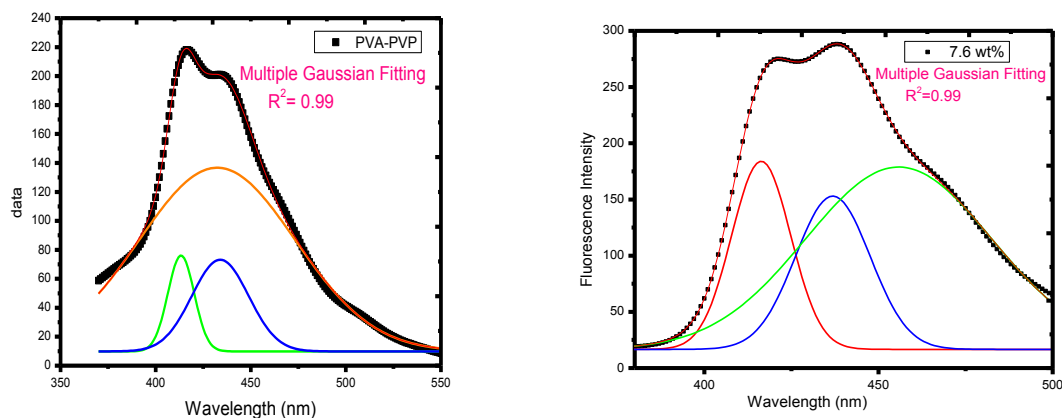 240
220
200
180
160
140
120
100
80
60
40
20
0
350 400 450 500 550
data
Wavelength (nm)
PVA-PVP
Multiple Gaussian Fitting
R²= 0.99
300
250
200
150
100
50
0
400 450 500
Fluorescence Intensity
Wavelength (nm)
7.6 wt%
Multiple Gaussian Fitting
R²=0.99